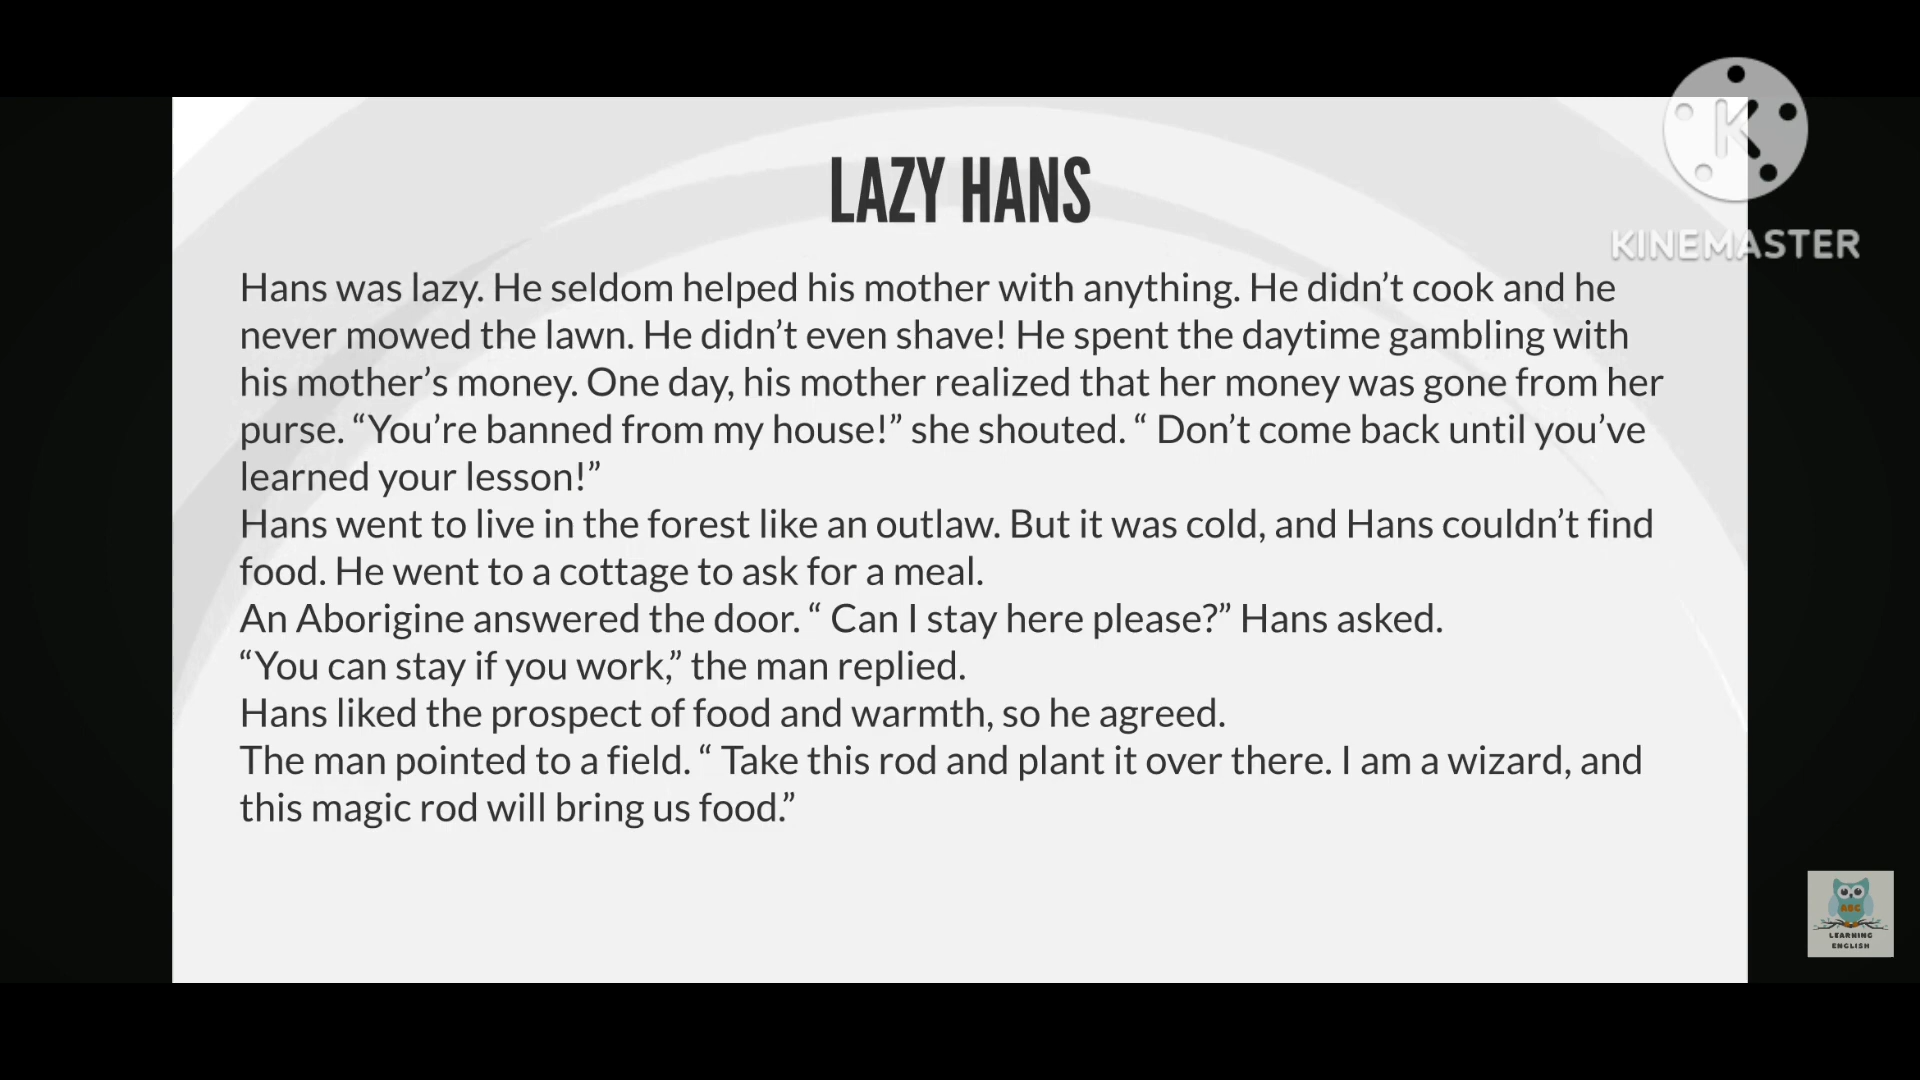 LAZY HANS
KINEMASTER
Hans was lazy. He seldom helped his mother with anything. He didn’t cook and he
never mowed the lawn. He didn’t even shave! He spent the daytime gambling with
his mother’s money. One day, his mother realized that her money was gone from her
purse. “You’re banned from my house!” she shouted. “ Don’t come back until you’ve
learned your lesson!”
Hans went to live in the forest like an outlaw. But it was cold, and Hans couldn’t find
food. He went to a cottage to ask for a meal.
An Aborigine answered the door. “ Can I stay here please?” Hans asked.
“You can stay if you work,” the man replied.
Hans liked the prospect of food and warmth, so he agreed.
The man pointed to a field. “ Take this rod and plant it over there. I am a wizard, and
this magic rod will bring us food.”
ABC
LEARNING
ENGLISH